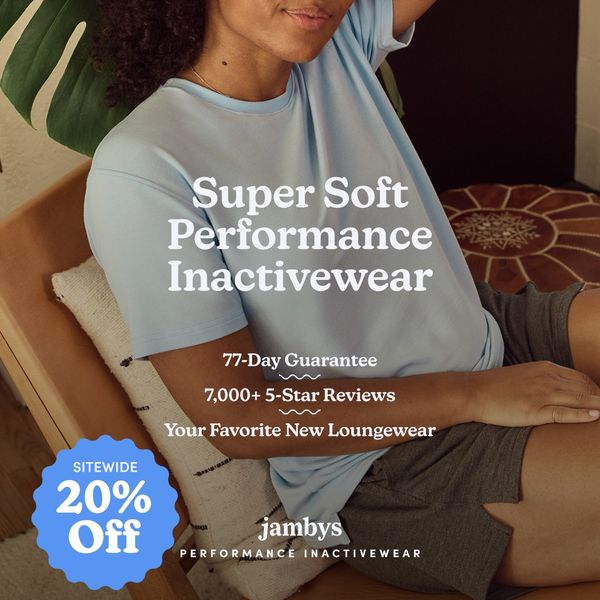 Super Soft
Performance
Inactivewear
77-Day Guarantee
7,000+ 5-Star Reviews
Your Favorite New Loungewear
SITEWIDE
20%
Off
jambys
PERFORMANCE INACTIVEWEAR